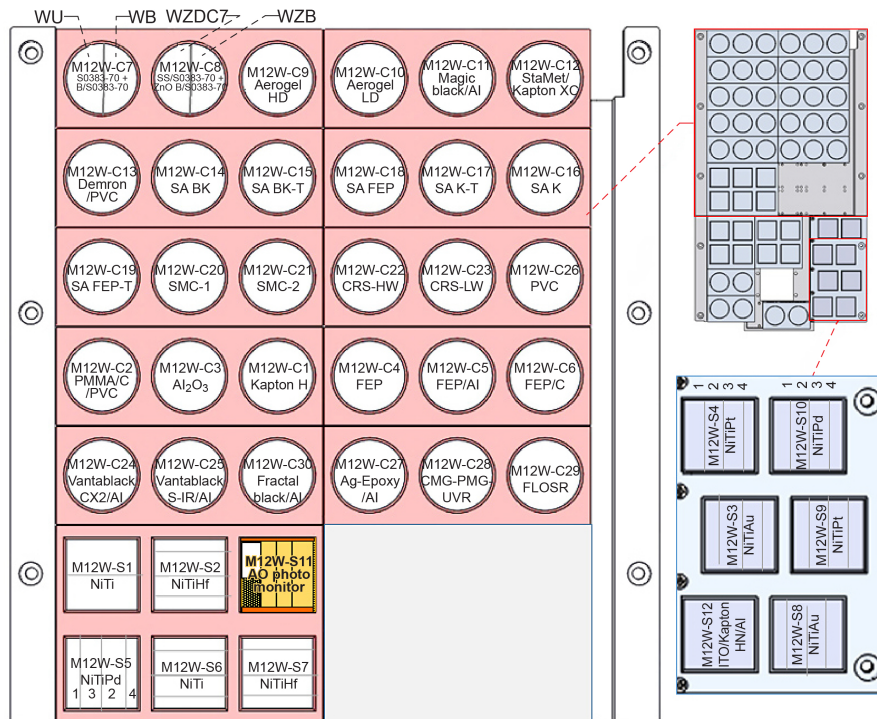 WU WB WZDC7 WZB
M12W-C7
S0383-70 +
B/S0383-70
M12W-C8
SS/S0383-70 +
ZnO B/S0383-70
M12W-C9
Aerogel
HD
M12W-C10
Aerogel
LD
M12W-C11
Magic
black/Al
M12W-C12
StaMet/
Kapton XC
M12W-C13
Demron
/PVC
M12W-C14
SA BK
M12W-C15
SA BK-T
M12W-C18
SA FEP
M12W-C17
SA K-T
M12W-C16
SA K
M12W-C19
SA FEP-T
M12W-C20
SMC-1
M12W-C21
SMC-2
M12W-C22
CRS-HW
M12W-C23
CRS-LW
M12W-C26
PVC
M12W-C2
PMMA/C
/PVC
M12W-C3
Al₂O₃
M12W-C1
Kapton H
M12W-C4
FEP
M12W-C5
FEP/Al
M12W-C6
FEP/C
M12W-C24
Vantablack
CX2/Al
M12W-C25
Vantablack
S-IR/Al
M12W-C30
Fractal
black/Al
M12W-C27
Ag-Epoxy
/Al
M12W-C28
CMG-PMG-
UVR
M12W-C29
FLOSR
M12W-S1
NiTi
M12W-S2
NiTiHf
M12W-S11
AO photo
monitor
M12W-S5
NiTiPd
1 3 2 4
M12W-S6
NiTi
M12W-S7
NiTiHf
1 2 3 4
1 2 3 4
M12W-S4
NiTiPt
M12W-S10
NiTiPd
M12W-S3
NiTiAu
M12W-S9
NiTiPt
M12W-S12
ITO/Kapton
HN/Al
M12W-S8
NiTiAu